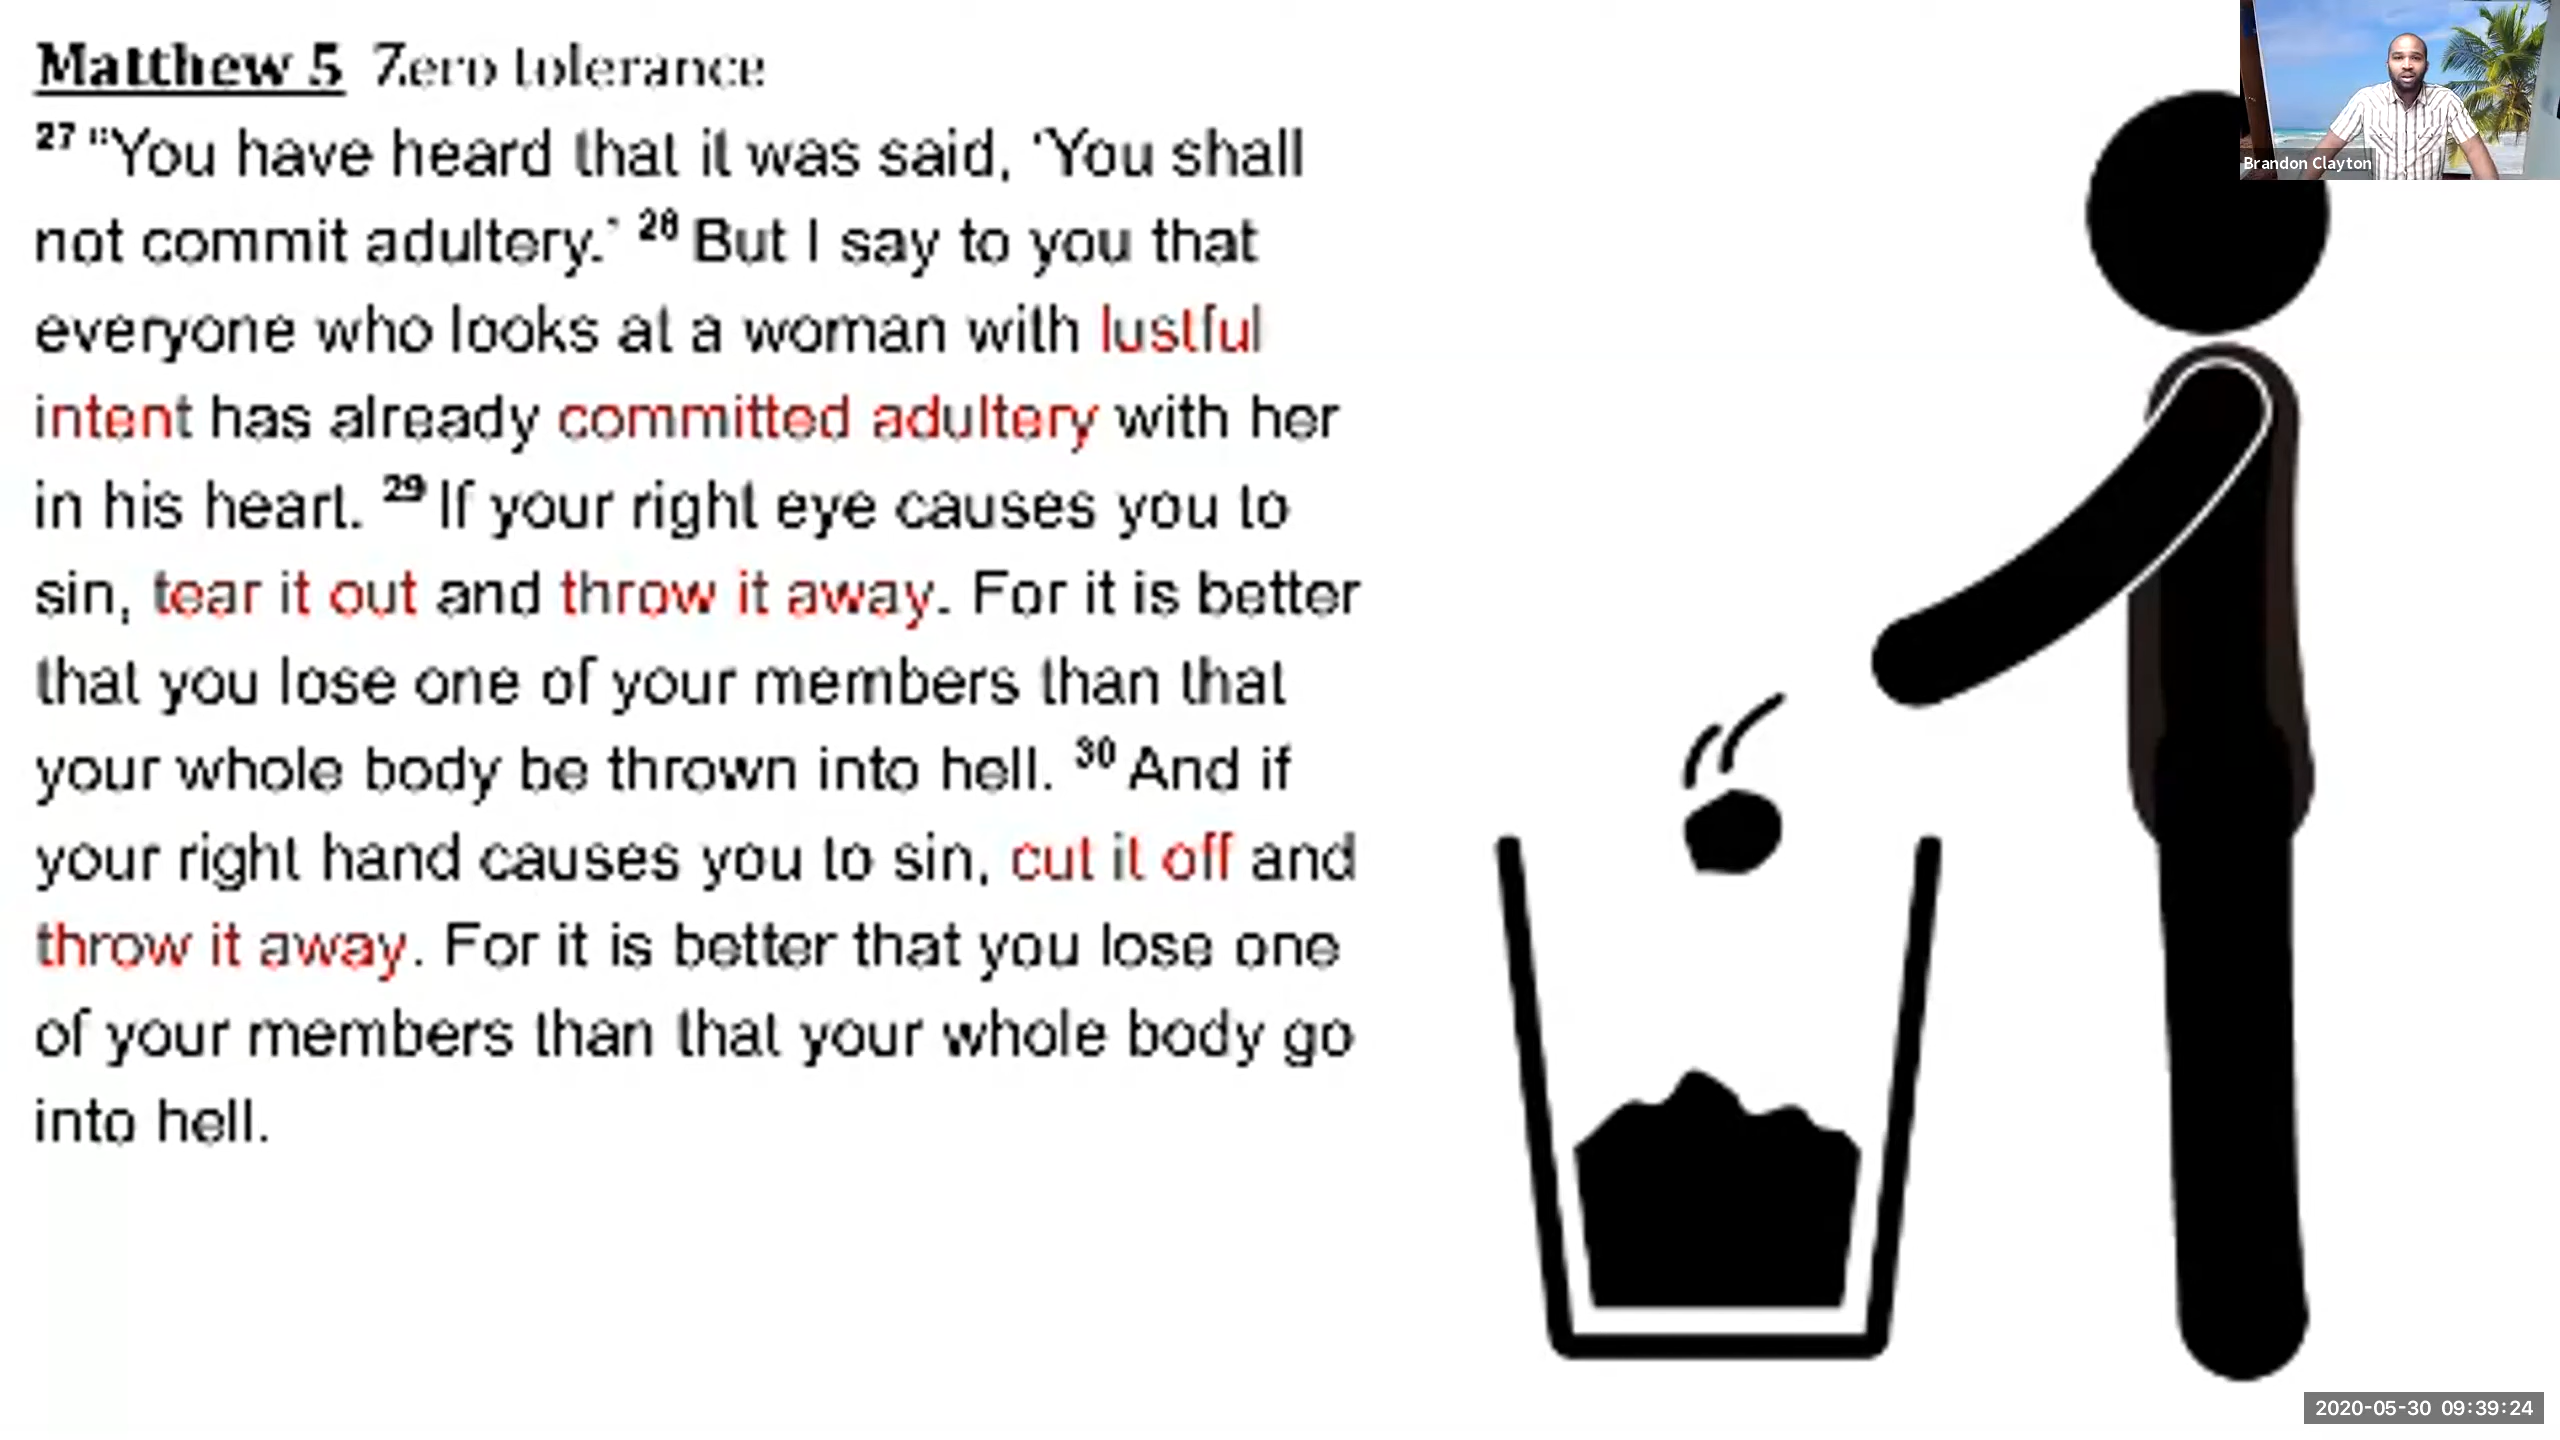 Matthew 5 Zero tolerance
27 "You have heard that it was said, 'You shall
not commit adultery.' 28 But I say to you that
everyone who looks at a woman with lustful
intent has already committed adultery with her
in his heart. 29 If your right eye causes you to
sin, tear it out and throw it away. For it is better
that you lose one of your members than that
your whole body be thrown into hell. 30 And if
your right hand causes you to sin, cut it off and
throw it away. For it is better that you lose one
of your members than that your whole body go
into hell.
Brandon Clayton
2020-05-30 09:39:24